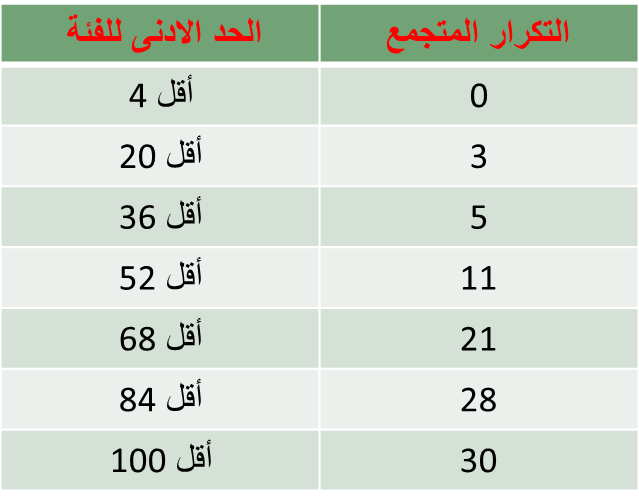 التكرار المتجمع	الحد الادنى للفئة
0	أقل 4
3	أقل 20
5	أقل 36
11	أقل 52
21	أقل 68
28	أقل 84
30	أقل 100